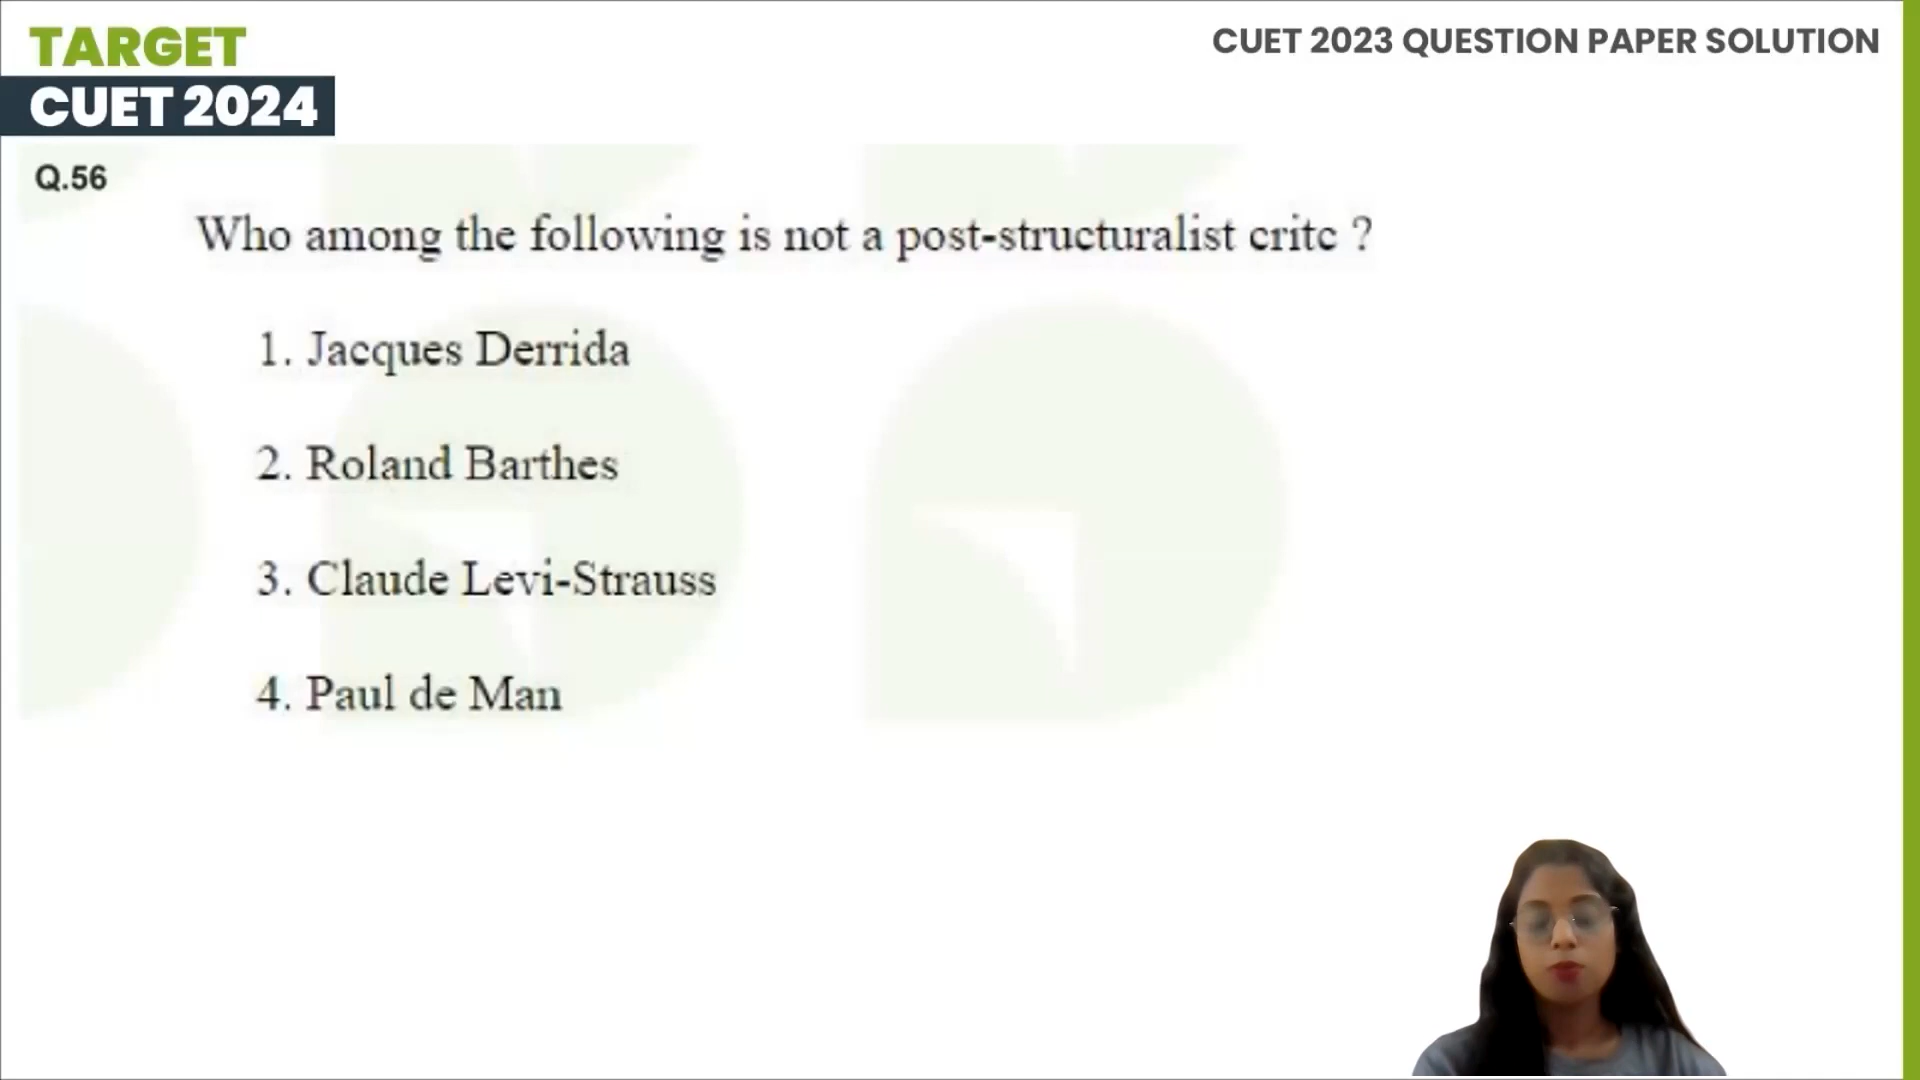 TARGET
CUET 2024
CUET 2023 QUESTION PAPER SOLUTION
Q.56
Who among the following is not a post-structuralist critc ?
1. Jacques Derrida
2. Roland Barthes
3. Claude Levi-Strauss
4. Paul de Man